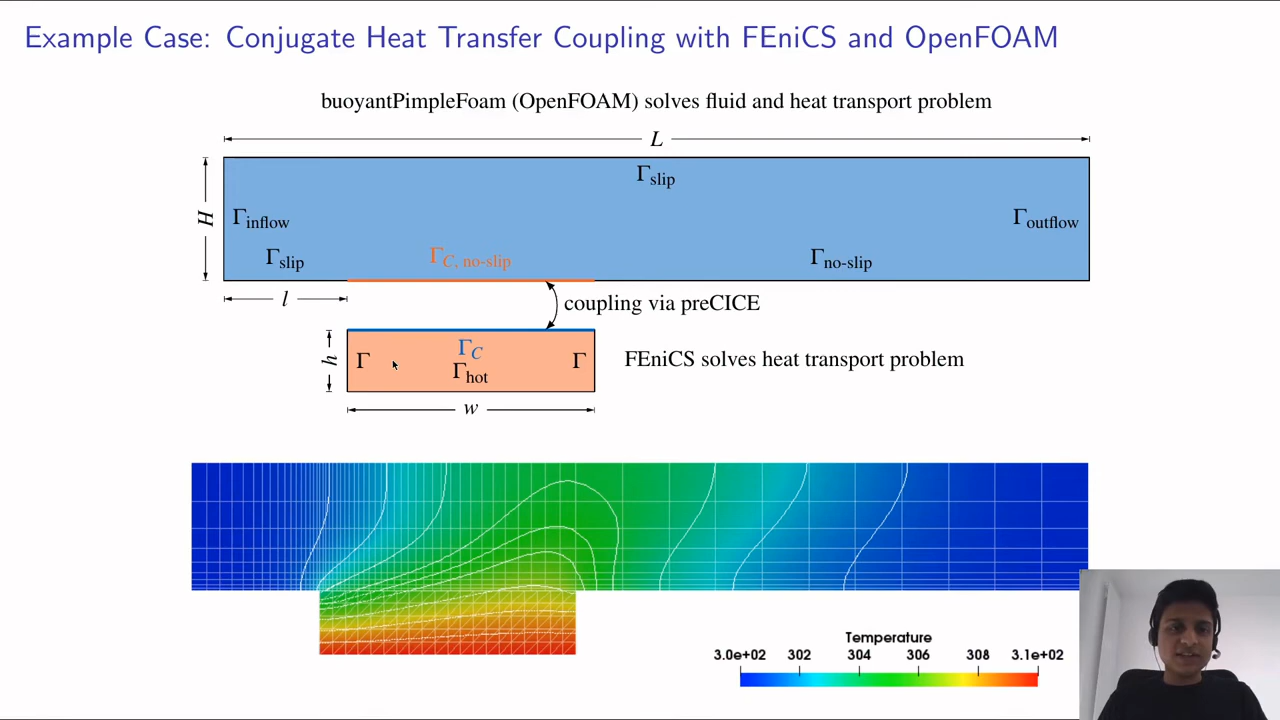 Example Case: Conjugate Heat Transfer Coupling with FEniCS and OpenFOAM
buoyantPimpleFoam (OpenFOAM) solves fluid and heat transport problem
L
Γslip
H
Γinflow
Γoutflow
Γslip
ΓC, no-slip
Γno-slip
l
coupling via preCICE
h
Γ
ΓC
Γhot
Γ
FEniCS solves heat transport problem
w
Temperature
3.0e+02 302 304 306 308 3.1e+02